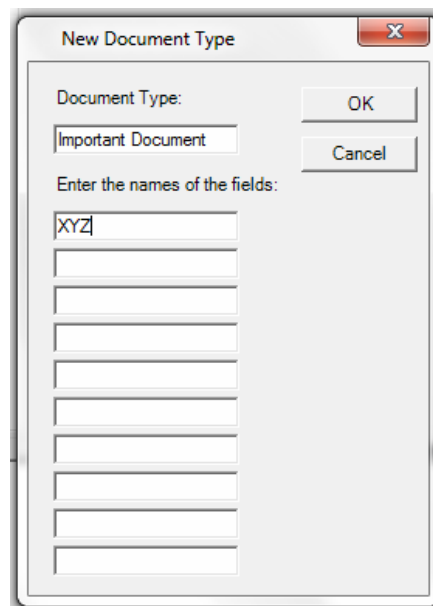 New Document Type
Document Type:
OK
Important Document
Cancel
Enter the names of the fields:
XYZ